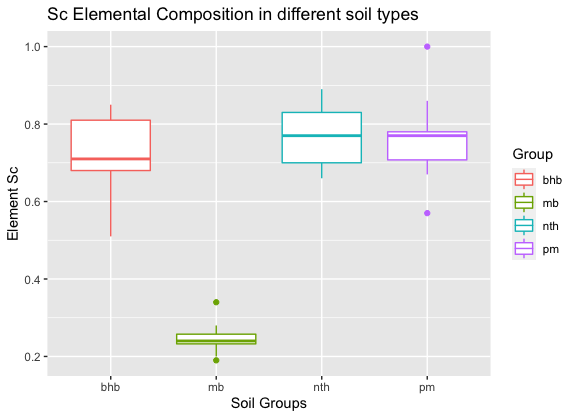 Sc Elemental Composition in different soil types
1.0
0.8
0.6
0.4
0.2
Element Sc
bhb mb nth pm
Soil Groups
Group
bhb
mb
nth
pm